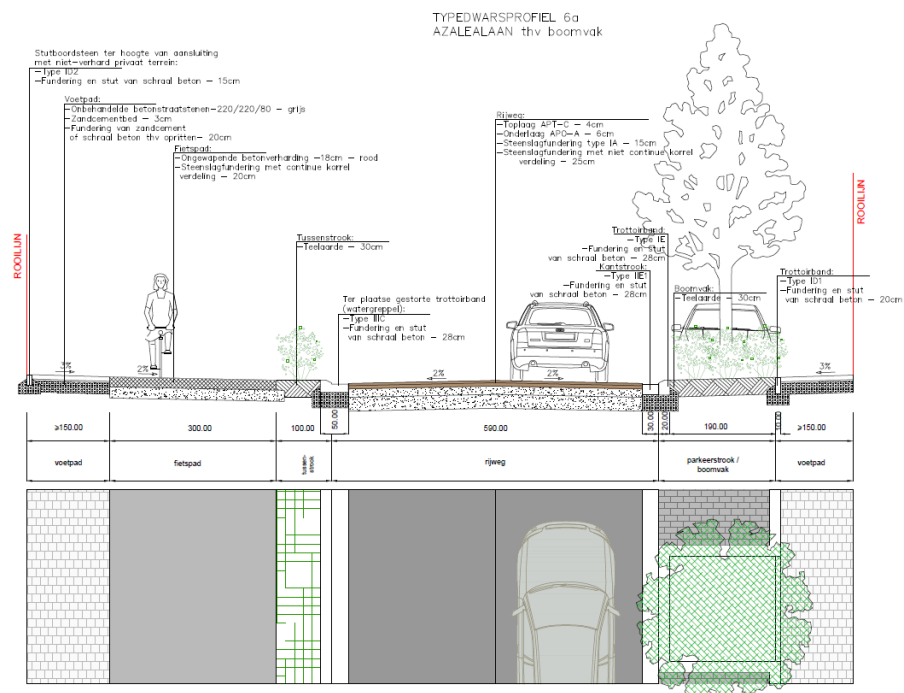 TYPEDWARSPROFIEL 6a
AZALEALAAN thv boomvak
Stutboordsteen ter hoogte van aansluiting
met niet-verhard privaat terrein:
-Type ID2
-Fundering en stut van schraal beton - 15cm
Voetpad:
-Onbehandelde betonstraatstenen-220/220/80 - grijs
-Zandcementbed - 3cm
-Fundering van zandcement
of schraal beton thv opritten- 20cm
Fietspad:
-Ongewapende betonverharding -18cm - rood
-Steenslagfundering met continue korrel
verdeling - 20cm
Tussenstrook:
-Teelaarde - 30cm
Ter plaatse gestorte trottoirband
(watergreppel):
-Type IIIC
-Fundering en stut
van schraal beton - 28cm
Rijweg:
-Toplaag APT-C - 4cm
-Onderlaag APO-A - 6cm
-Steenslagfundering type IA - 15cm
-Steenslagfundering met niet continue korrel
verdeling - 25cm
Trottoirband:
-Type IE
-Fundering en stut
van schraal beton - 28cm
Kantstrook:
-Type IIE1
-Fundering en stut
van schraal beton - 28cm
Boomvak:
-Teelaarde - 30cm
Trottoirband:
-Type ID1
-Fundering en stut
van schraal beton - 20cm
ROOILIJN
ROOILIJN
3%
2%
2%
2%
3%
≥150.00
300.00
100.00
50.00
590.00
30.00
20.00
190.00
10.00
≥150.00
voetpad
fietspad
tussen-
strook
rijweg
parkeerstrook /
boomvak
voetpad